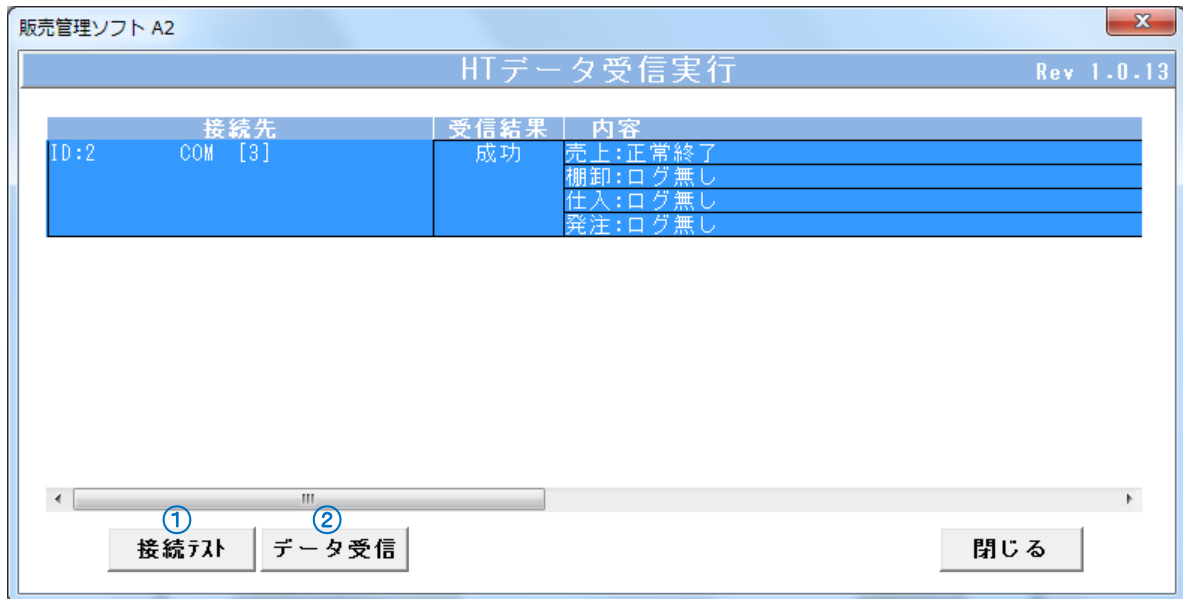 販売管理ソフト A2
HTデータ受信実行 Rev 1.0.13
接続先 受信結果 内容
ID:2 COM [3] 成功 売上:正常終了
棚卸:ログ無し
仕入:ログ無し
発注:ログ無し
① ②
接続ﾃｽﾄ データ受信 閉じる